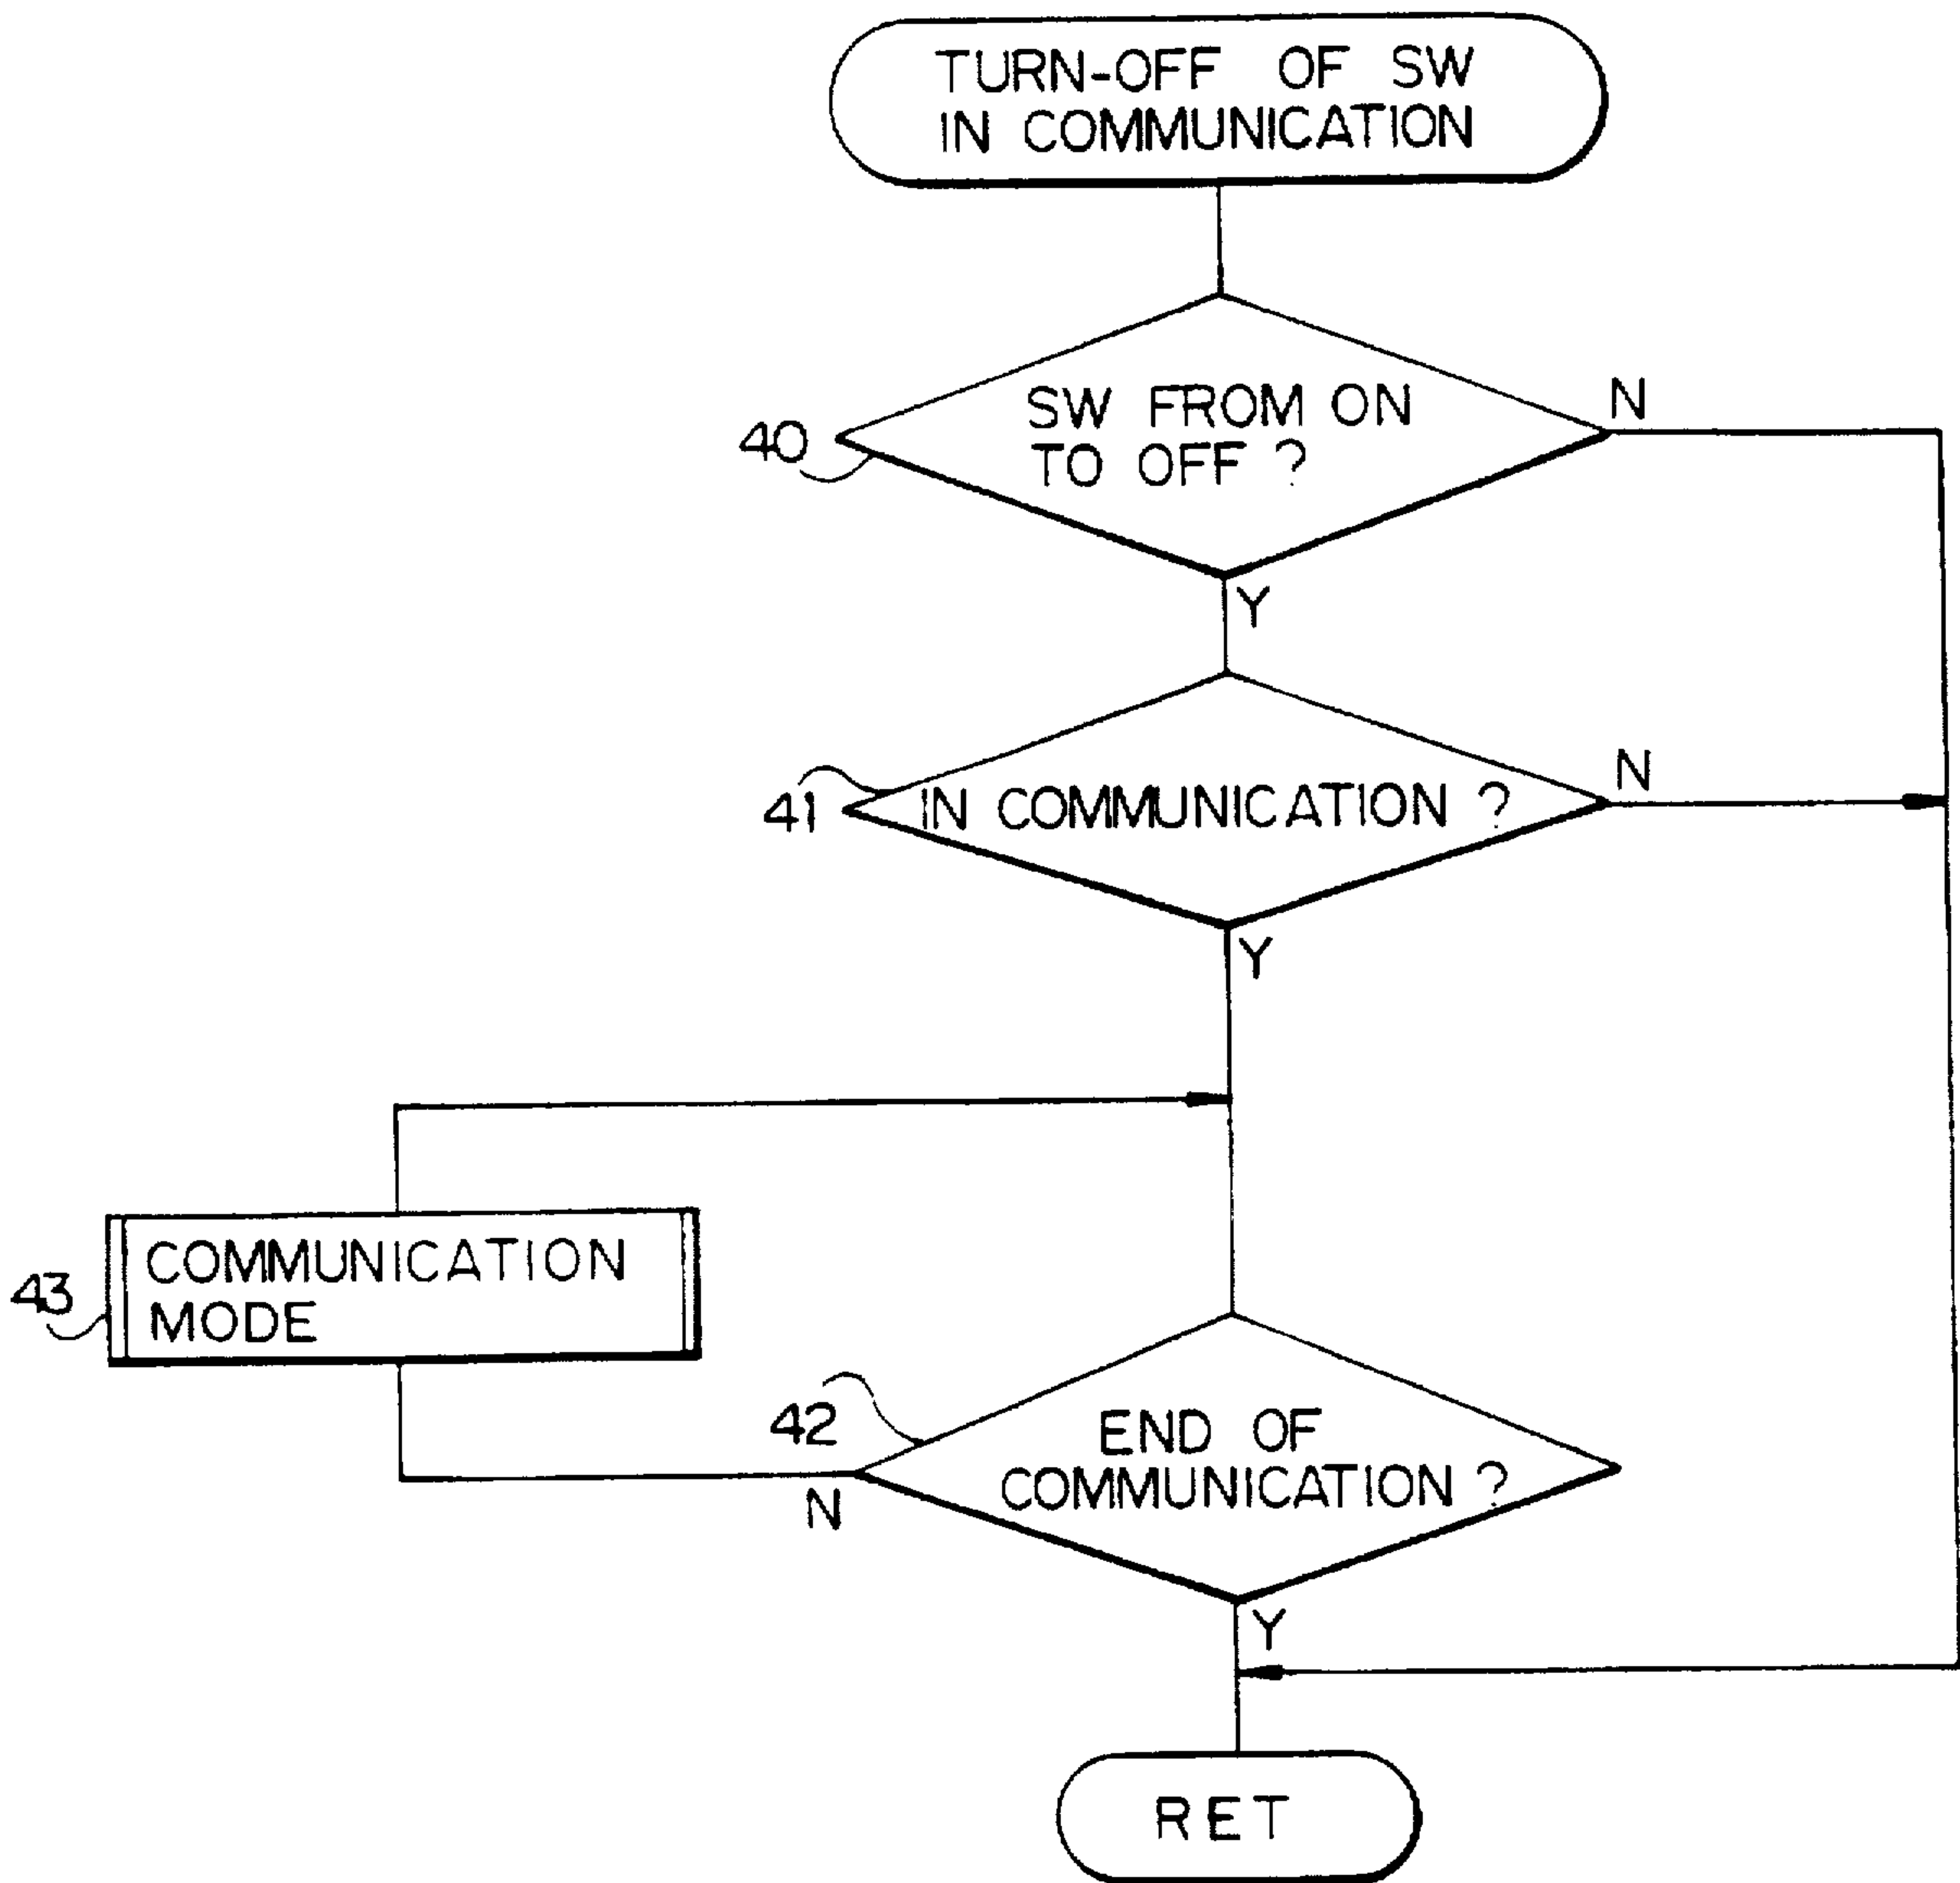 TURN-OFF OF SW
IN COMMUNICATION
SW FROM ON
TO OFF ?
N
40
Y
IN COMMUNICATION ?
N
41
Y
COMMUNICATION
MODE
43
42
END OF
COMMUNICATION ?
N
Y
RET